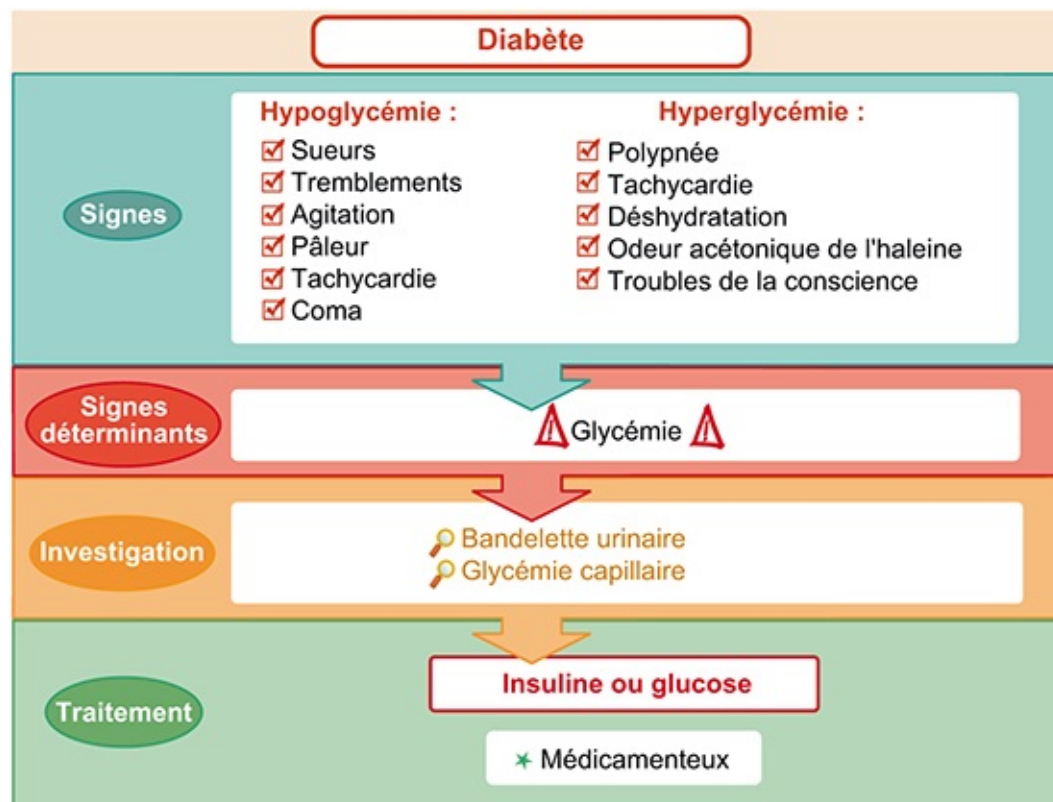 Diabète
Signes
Hypoglycémie :
Sueurs
Tremblements
Agitation
Pâleur
Tachycardie
Coma
Hyperglycémie :
Polypnée
Tachycardie
Déshydratation
Odeur acétonique de l'haleine
Troubles de la conscience
Signes
déterminants
Glycémie
Investigation
Bandelette urinaire
Glycémie capillaire
Traitement
Insuline ou glucose
Médicamenteux